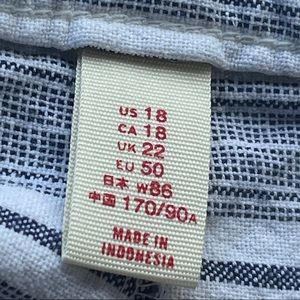 US 18
CA 18
UK 22
EU 50
日本 W86
中国 170/90A
MADE IN
INDONESIA